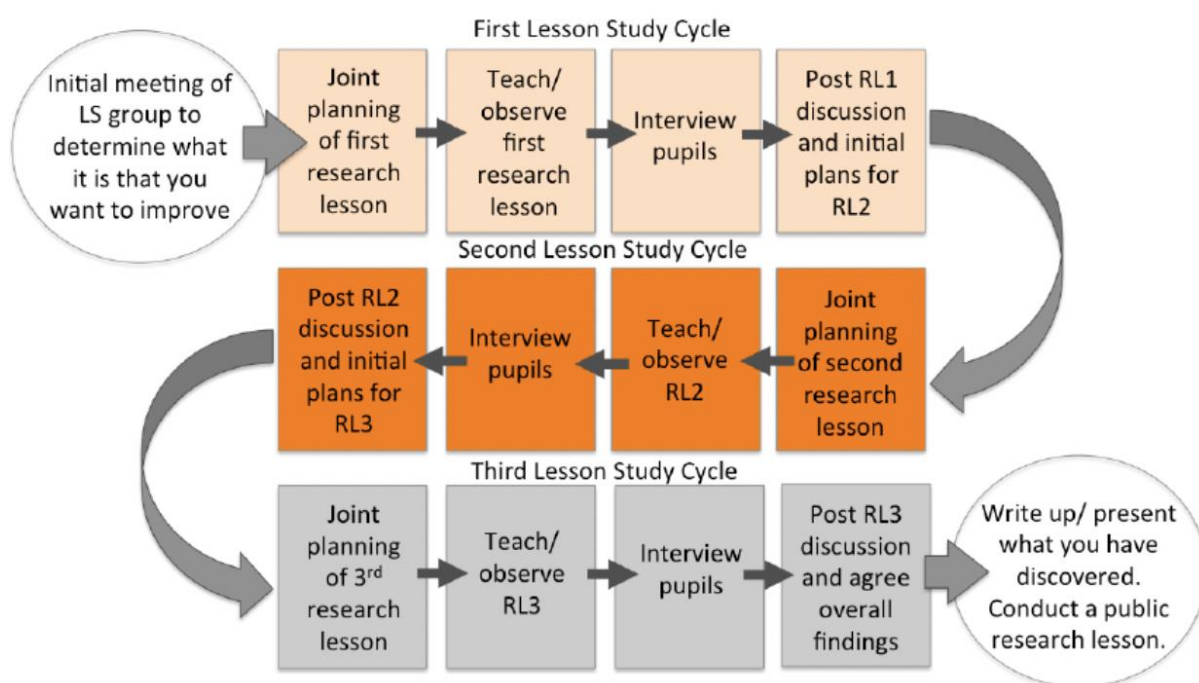 First Lesson Study Cycle
Initial meeting of
LS group to
determine what
it is that you
want to improve
Joint
planning
of first
research
lesson
Teach/
observe
first
research
lesson
Interview
pupils
Post RL1
discussion
and initial
plans for
RL2
Second Lesson Study Cycle
Joint
planning
of second
research
lesson
Teach/
observe
RL2
Interview
pupils
Post RL2
discussion
and initial
plans for
RL3
Third Lesson Study Cycle
Joint
planning
of 3rd
research
lesson
Teach/
observe
RL3
Interview
pupils
Post RL3
discussion
and agree
overall
findings
Write up/ present
what you have
discovered.
Conduct a public
research lesson.